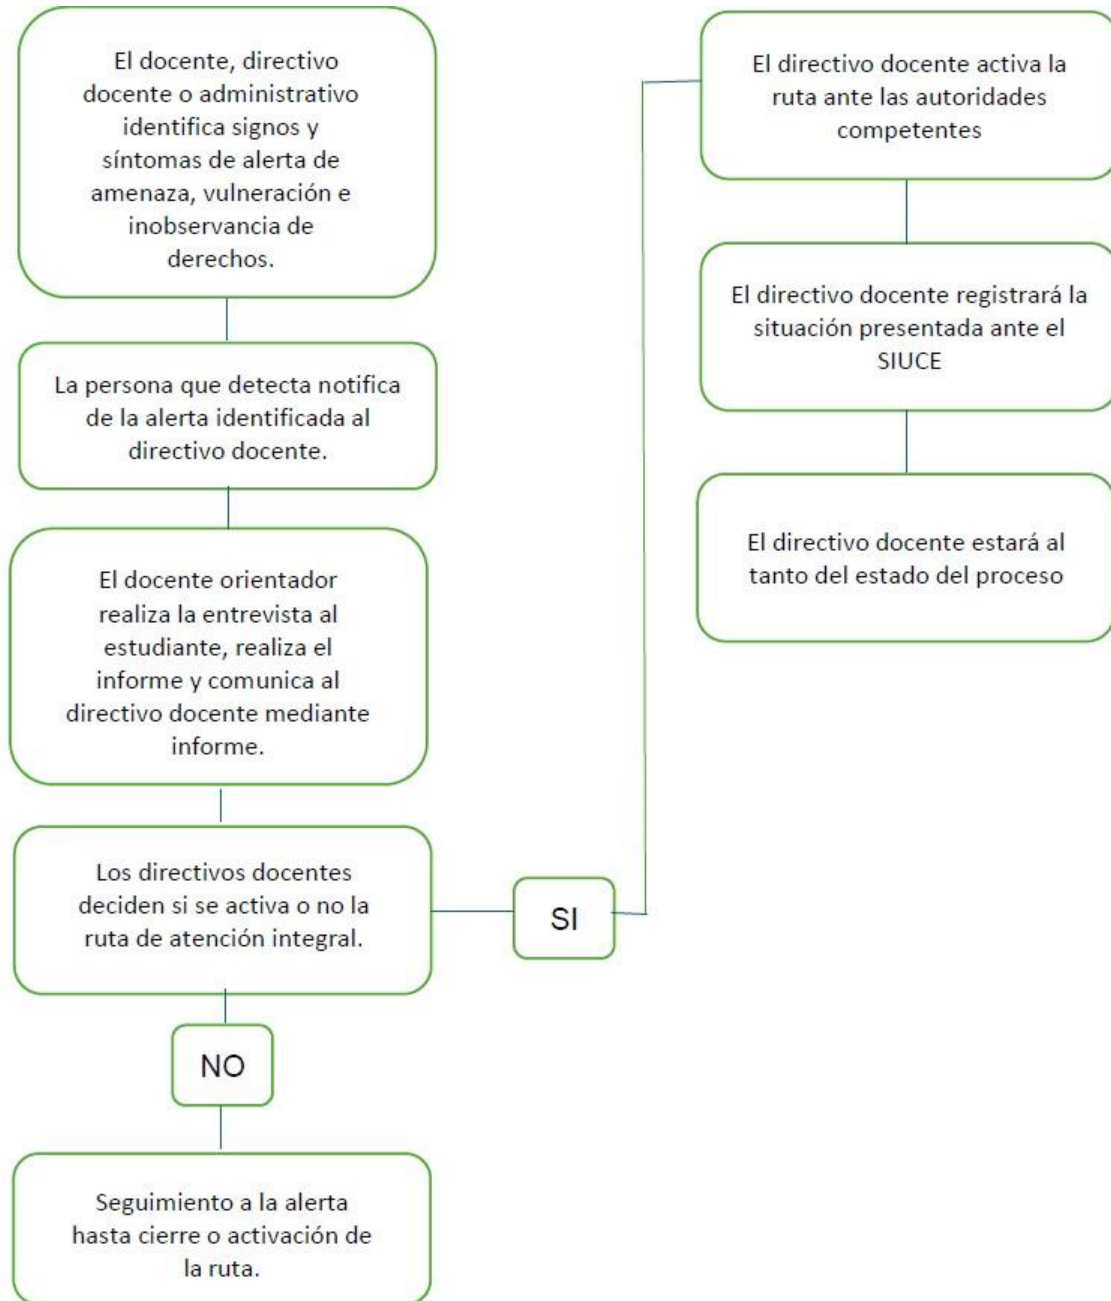 El docente, directivo
docente o administrativo
identifica signos y
síntomas de alerta de
amenaza, vulneración e
inobservancia de
derechos.
La persona que detecta notifica
de la alerta identificada al
directivo docente.
El docente orientador
realiza la entrevista al
estudiante, realiza el
informe y comunica al
directivo docente mediante
informe.
Los directivos docentes
deciden si se activa o no la
ruta de atención integral.
NO
Seguimiento a la alerta
hasta cierre o activación de
la ruta.
SI
El directivo docente activa la
ruta ante las autoridades
competentes
El directivo docente registrará la
situación presentada ante el
SIUCE
El directivo docente estará al
tanto del estado del proceso